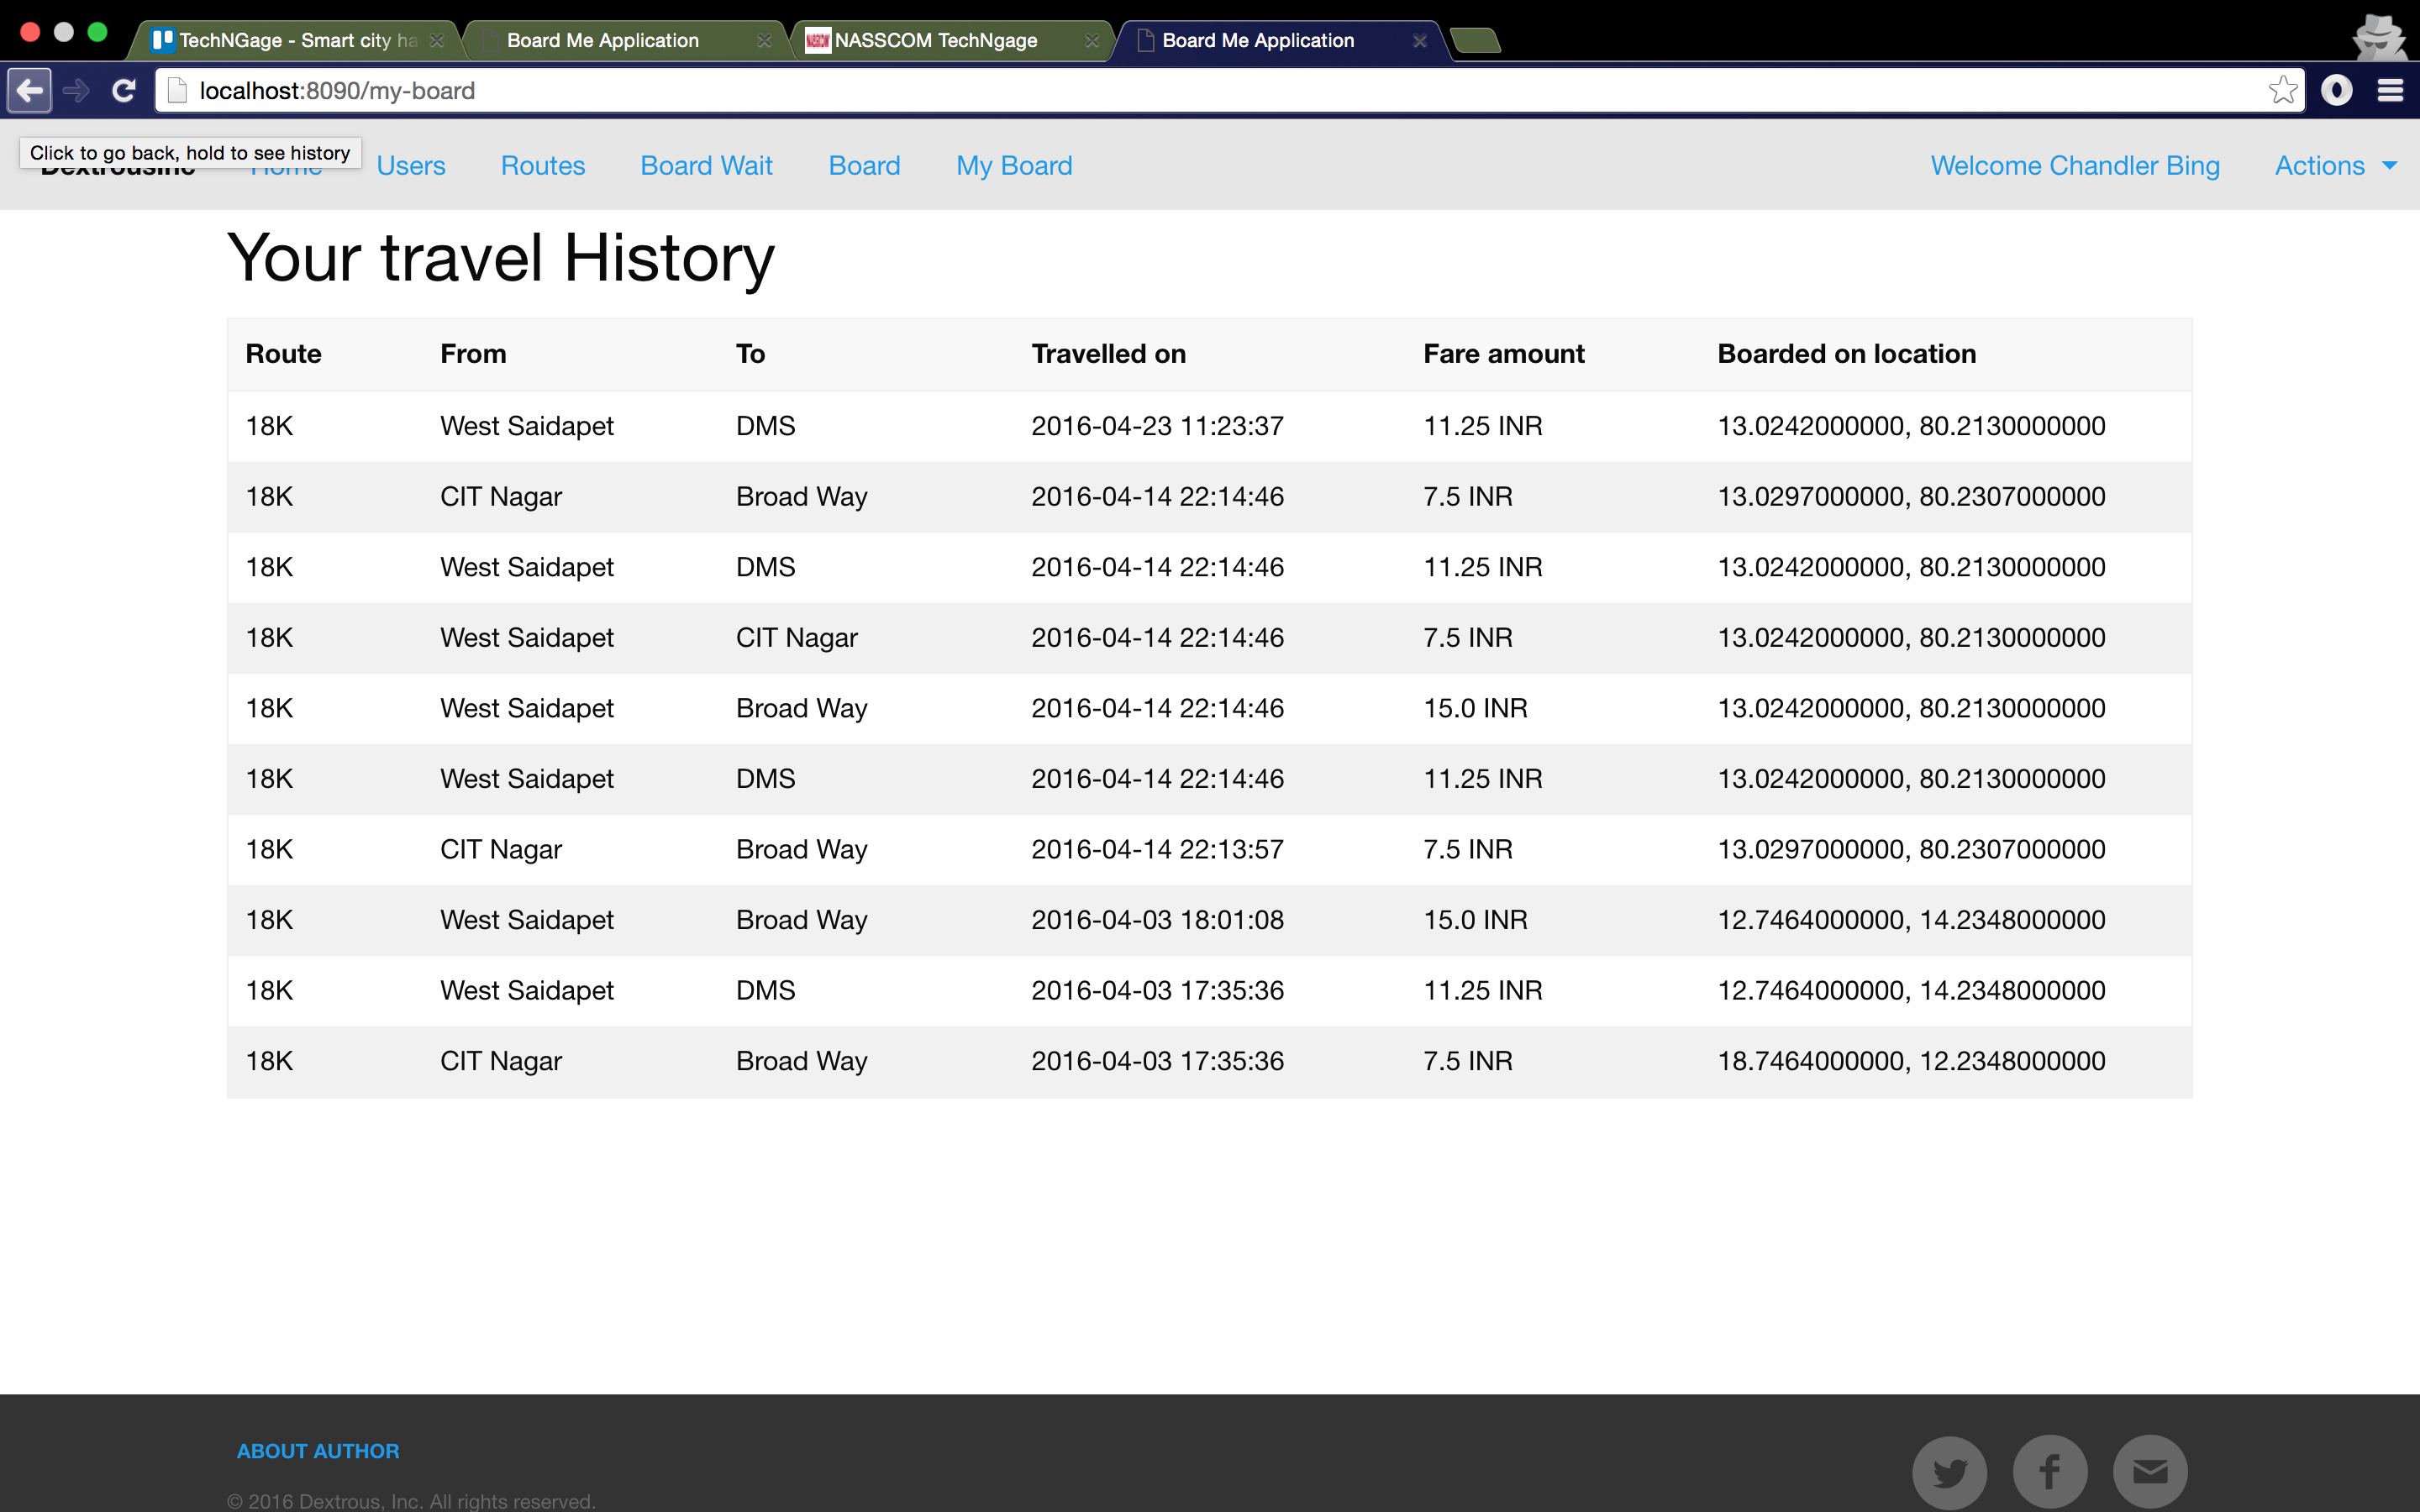 TechNGage - Smart city ha
Board Me Application
NASSCOM TechNgage
Board Me Application
localhost:8090/my-board
Click to go back, hold to see history
DextrousInc Home Users Routes Board Wait Board My Board Welcome Chandler Bing Actions
Your travel History
Route From To Travelled on Fare amount Boarded on location
18K West Saidapet DMS 2016-04-23 11:23:37 11.25 INR 13.0242000000, 80.2130000000
18K CIT Nagar Broad Way 2016-04-14 22:14:46 7.5 INR 13.0297000000, 80.2307000000
18K West Saidapet DMS 2016-04-14 22:14:46 11.25 INR 13.0242000000, 80.2130000000
18K West Saidapet CIT Nagar 2016-04-14 22:14:46 7.5 INR 13.0242000000, 80.2130000000
18K West Saidapet Broad Way 2016-04-14 22:14:46 15.0 INR 13.0242000000, 80.2130000000
18K West Saidapet DMS 2016-04-14 22:14:46 11.25 INR 13.0242000000, 80.2130000000
18K CIT Nagar Broad Way 2016-04-14 22:13:57 7.5 INR 13.0297000000, 80.2307000000
18K West Saidapet Broad Way 2016-04-03 18:01:08 15.0 INR 12.7464000000, 14.2348000000
18K West Saidapet DMS 2016-04-03 17:35:36 11.25 INR 12.7464000000, 14.2348000000
18K CIT Nagar Broad Way 2016-04-03 17:35:36 7.5 INR 18.7464000000, 12.2348000000
ABOUT AUTHOR
© 2016 Dextrous, Inc. All rights reserved.